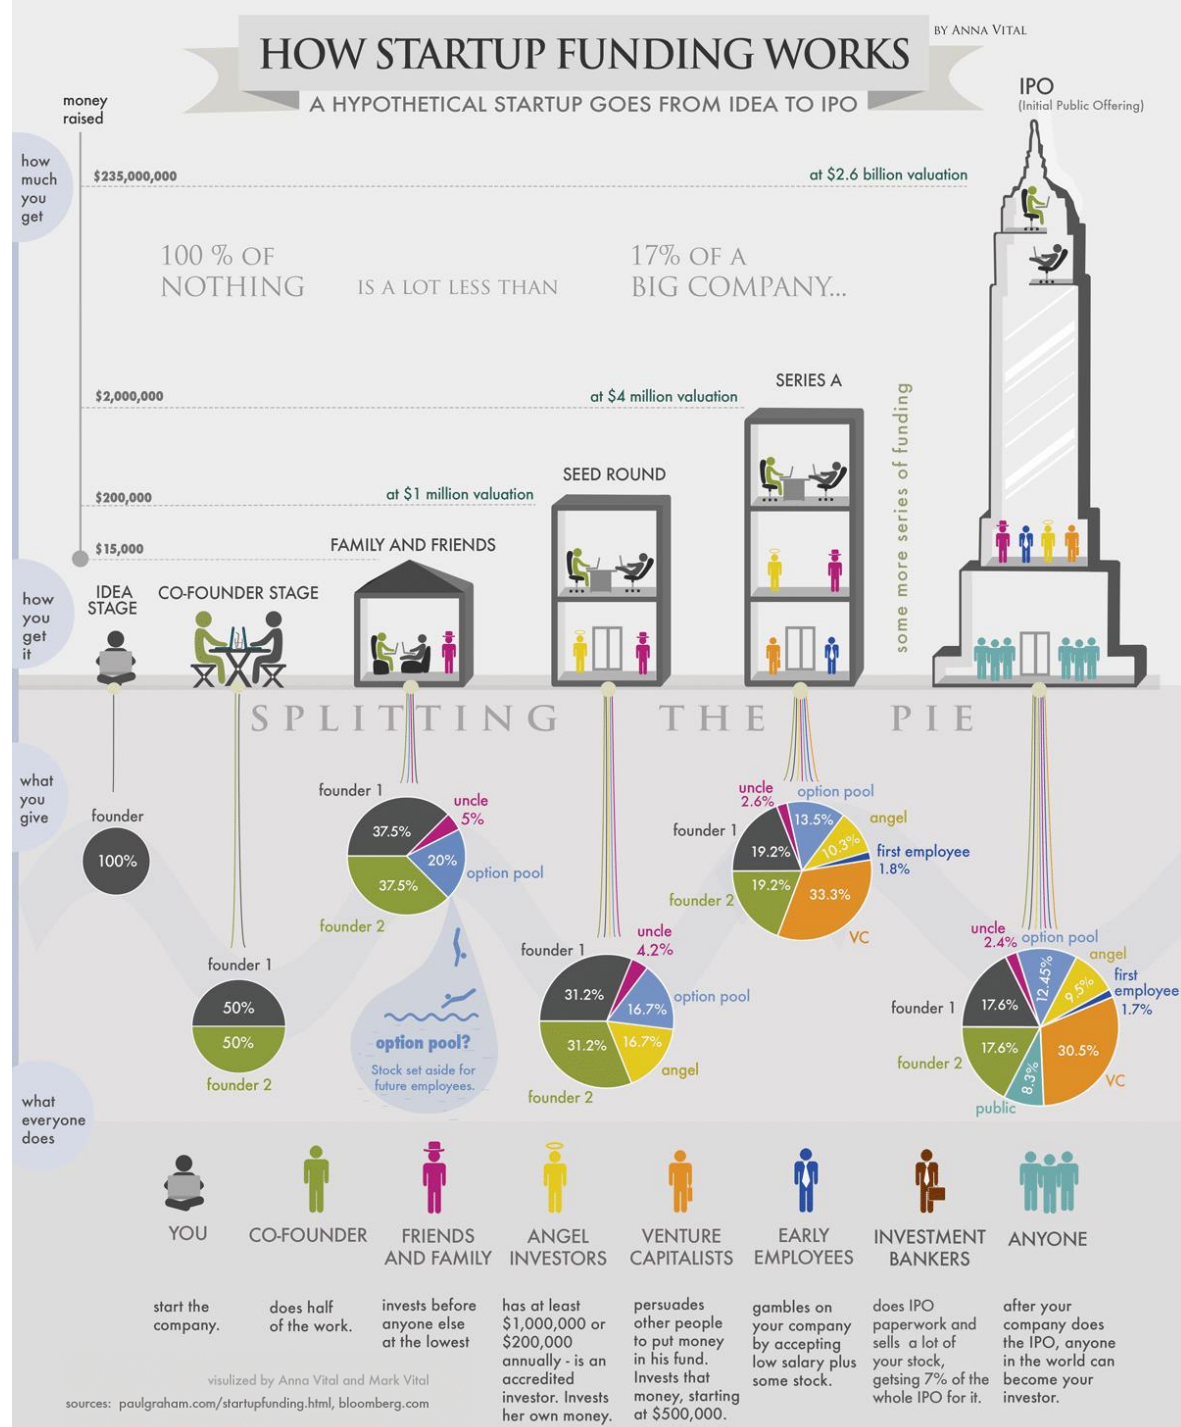 HOW STARTUP FUNDING WORKS
BY ANNA VITAL
A HYPOTHETICAL STARTUP GOES FROM IDEA TO IPO
IPO
(Initial Public Offering)
money
raised
how
much
you
get
$235,000,000
at $2.6 billion valuation
100 % OF
NOTHING
IS A LOT LESS THAN
17% OF A
BIG COMPANY...
$2,000,000
at $4 million valuation
SERIES A
some more series of funding
$200,000
at $1 million valuation
SEED ROUND
$15,000
FAMILY AND FRIENDS
IDEA
STAGE
CO-FOUNDER STAGE
how
you
get
it
SPLITTING THE PIE
what
you
give
founder
100%
founder 1
50%
50%
founder 2
founder 1
uncle
5%
37.5%
20%
option pool
37.5%
founder 2
option pool?
Stock set aside for
future employees.
founder 1
uncle
4.2%
31.2%
16.7%
option pool
31.2%
16.7%
angel
founder 2
uncle
2.6%
option pool
13.5%
angel
founder 1
10.3%
19.2%
first employee
1.8%
founder 2
19.2%
33.3%
VC
uncle
2.4%
option pool
angel
12.45%
9.5%
first
employee
1.7%
founder 1
17.6%
founder 2
17.6%
30.5%
8.3%
VC
public
what
everyone
does
YOU
start the
company.
CO-FOUNDER
does half
of the work.
FRIENDS
AND FAMILY
invests before
anyone else
at the lowest
ANGEL
INVESTORS
has at least
$1,000,000 or
$200,000
annually - is an
accredited
investor. Invests
her own money.
VENTURE
CAPITALISTS
persuades
other people
to put money
in his fund.
Invests that
money, starting
at $500,000.
EARLY
EMPLOYEES
gambles on
your company
by accepting
low salary plus
some stock.
INVESTMENT
BANKERS
does IPO
paperwork and
sells a lot of
your stock,
getsing 7% of the
whole IPO for it.
ANYONE
after your
company does
the IPO, anyone
in the world can
become your
investor.
visulized by Anna Vital and Mark Vital
sources: paulgraham.com/startupfunding.html, bloomberg.com